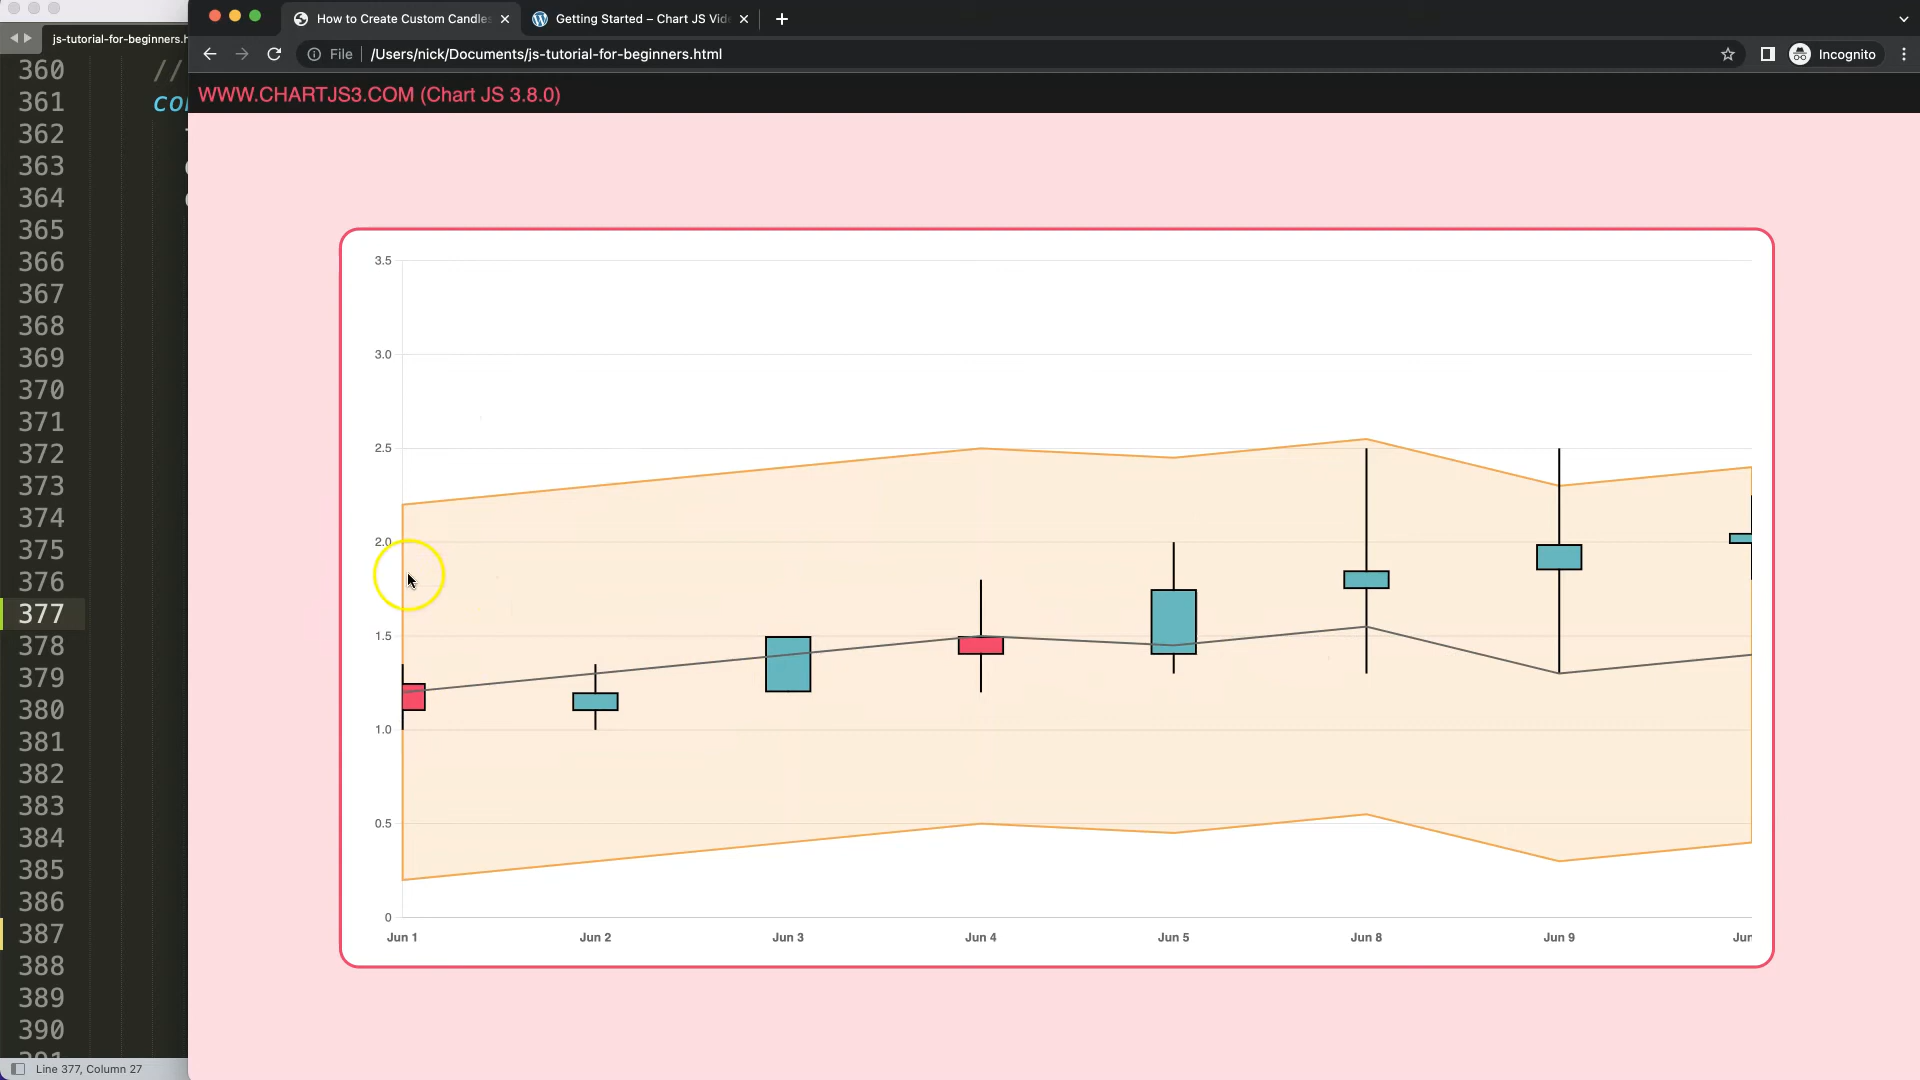 js-tutorial-for-beginners.h
360
//
361
co
362
363
364
365
366
367
368
369
370
371
372
373
374
375
376
377
378
379
380
381
382
383
384
385
386
387
388
389
390
Line 377, Column 27
How to Create Custom Candles
Getting Started – Chart JS Vid
File
/Users/nick/Documents/js-tutorial-for-beginners.html
Incognito
WWW.CHARTJS3.COM (Chart JS 3.8.0)
3.5
3.0
2.5
2.0
1.5
1.0
0.5
0
Jun 1
Jun 2
Jun 3
Jun 4
Jun 5
Jun 8
Jun 9
Jun